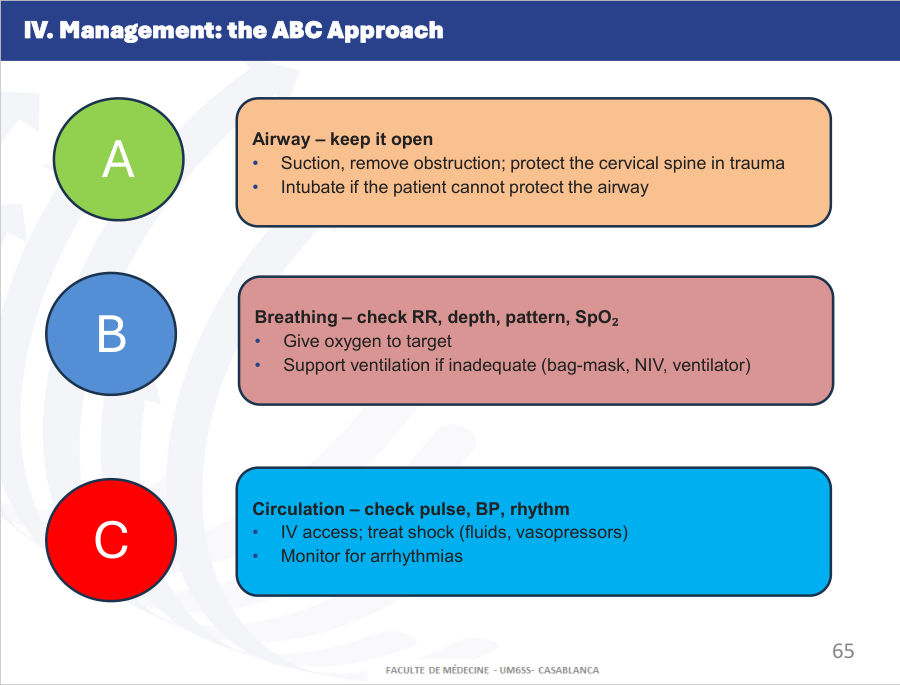 IV. Management: the ABC Approach
A
Airway – keep it open
• Suction, remove obstruction; protect the cervical spine in trauma
• Intubate if the patient cannot protect the airway
B
Breathing – check RR, depth, pattern, SpO₂
• Give oxygen to target
• Support ventilation if inadequate (bag-mask, NIV, ventilator)
C
Circulation – check pulse, BP, rhythm
• IV access; treat shock (fluids, vasopressors)
• Monitor for arrhythmias
65
FACULTE DE MÉDECINE - UM6SS- CASABLANCA